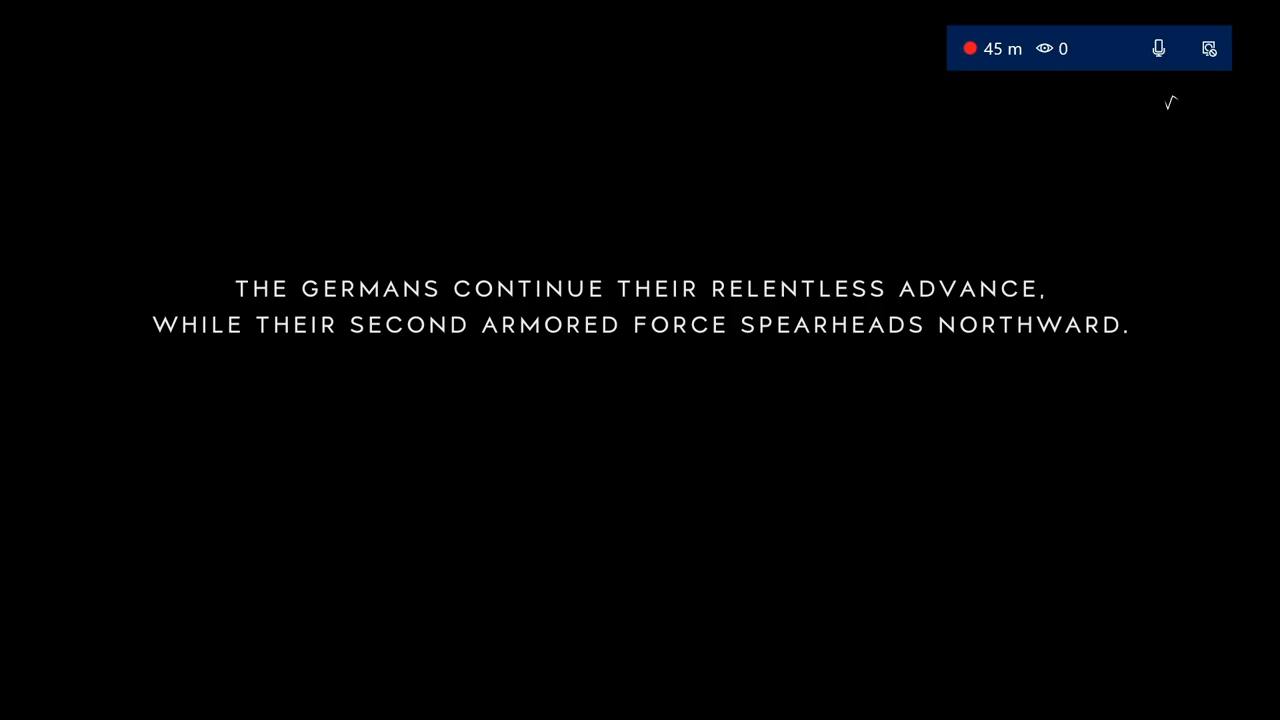 45 m 0
THE GERMANS CONTINUE THEIR RELENTLESS ADVANCE,
WHILE THEIR SECOND ARMORED FORCE SPEARHEADS NORTHWARD.